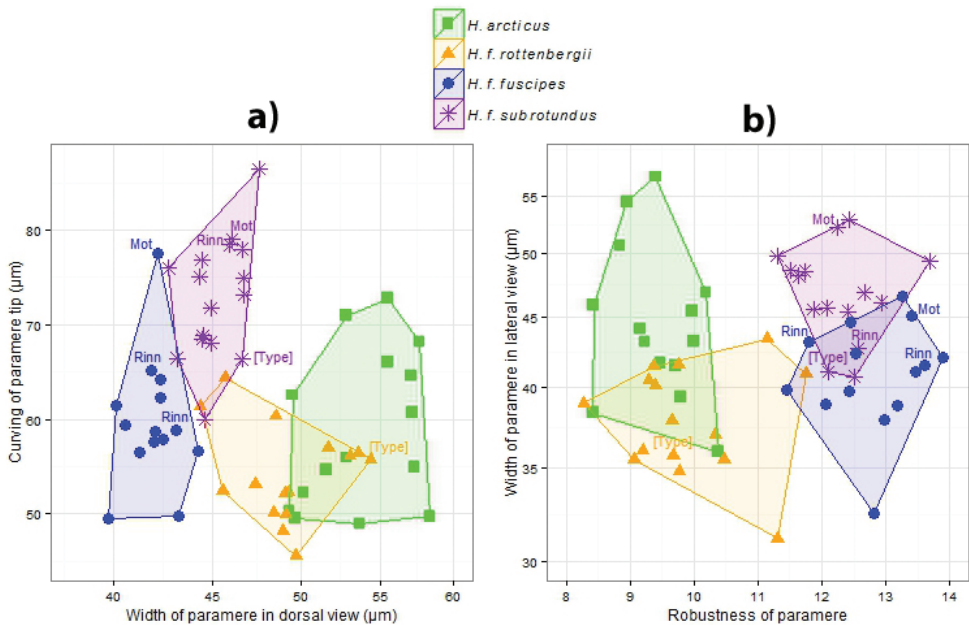 H. arcticus
H. f. rottenbergii
H. f. fuscipes
H. f. subrotundus
a)
Curving of paramere tip (µm)
80
70
60
50
Mot
Mot
Rinn
Rinn
[Type]
Rinn
[Type]
40
45
50
55
60
Width of paramere in dorsal view (µm)
b)
Width of paramere in lateral view (µm)
55
50
45
40
35
30
Mot
Mot
Rinn
Rinn
Rinn
[Type]
[Type]
8
9
10
11
12
13
14
Robustness of paramere